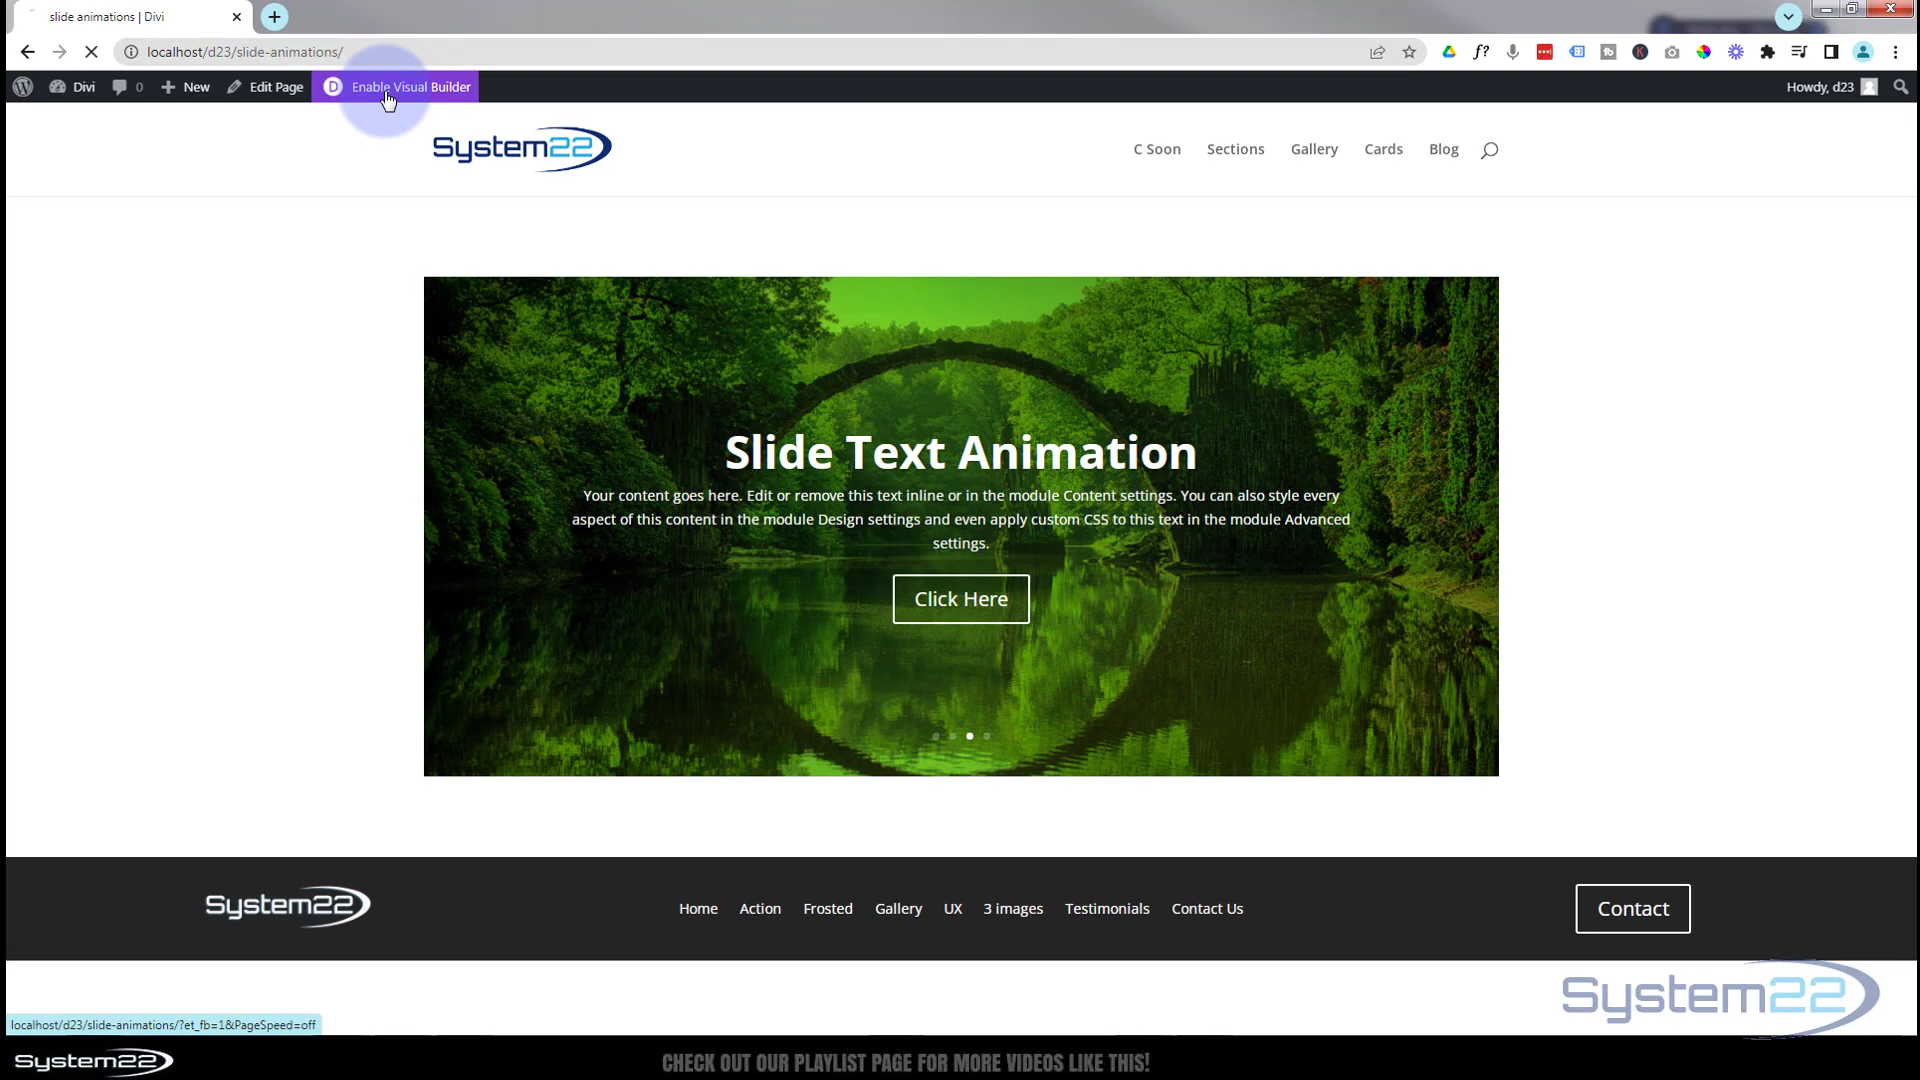 slide animations | Divi
localhost/d23/slide-animations/
Divi 0 New Edit Page D Enable Visual Builder Howdy, d23
System22 C Soon Sections Gallery Cards Blog
Slide Text Animation
Your content goes here. Edit or remove this text inline or in the module Content settings. You can also style every
aspect of this content in the module Design settings and even apply custom CSS to this text in the module Advanced
settings.
Click Here
System22 Home Action Frosted Gallery UX 3 images Testimonials Contact Us Contact
System22
localhost/d23/slide-animations/?et_fb=1&PageSpeed=off
System22 CHECK OUT OUR PLAYLIST PAGE FOR MORE VIDEOS LIKE THIS!